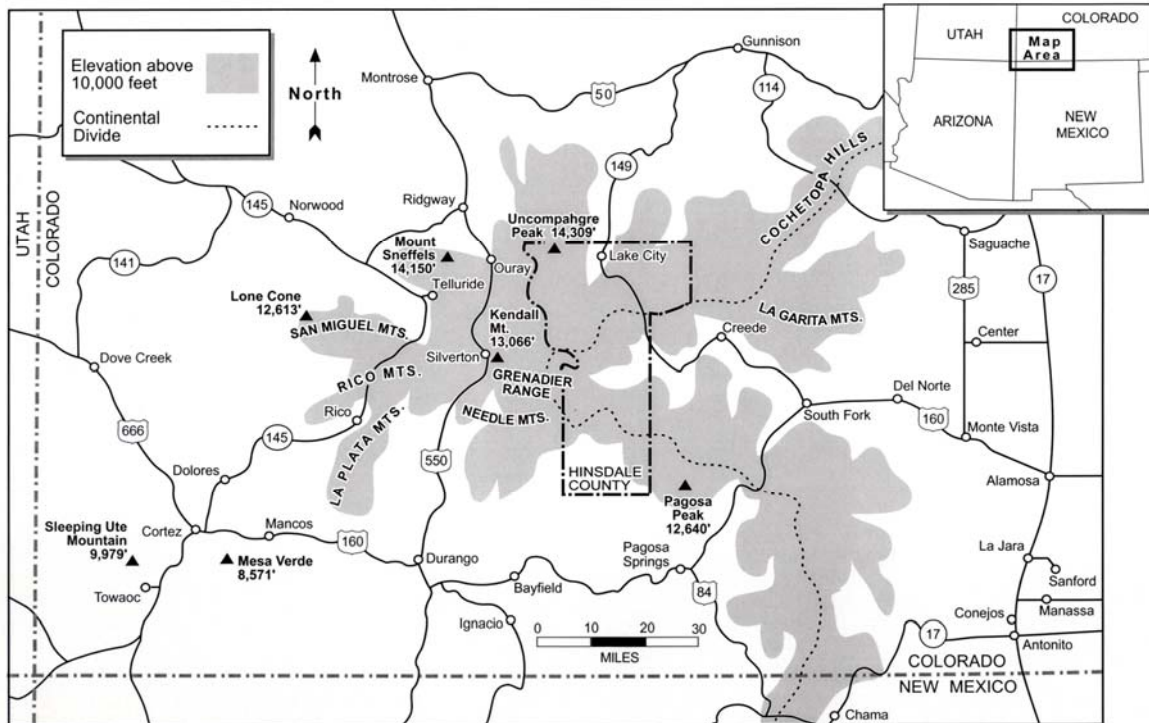 Elevation above
10,000 feet
Continental
Divide
North
UTAH
COLORADO
Map
Area
ARIZONA
NEW
MEXICO
Gunnison
Montrose
50
114
149
COCHETOPA HILLS
145
Norwood
Ridgway
Uncompahgre
Peak 14,309'
Mount
Sneffels
14,150'
Ouray
Lake City
Saguache
UTAH
COLORADO
141
Telluride
285
17
Lone Cone
12,613'
SAN MIGUEL MTS.
Kendall
Mt.
13,066'
LA GARITA MTS.
Creede
Center
Dove Creek
Silverton
RICO MTS.
GRENADIER
RANGE
Del Norte
Rico
NEEDLE MTS.
South Fork
160
Monte Vista
666
145
LA PLATA MTS.
550
Dolores
HINSDALE
COUNTY
Alamosa
Pagosa
Peak
12,640'
Cortez
Mancos
Sleeping Ute
Mountain
9,979'
160
Mesa Verde
8,571'
Durango
Pagosa
Springs
La Jara
Sanford
Towaoc
Bayfield
84
Manassa
Ignacio
Conejos
17
Antonito
0 10 20 30
MILES
COLORADO
NEW MEXICO
Chama